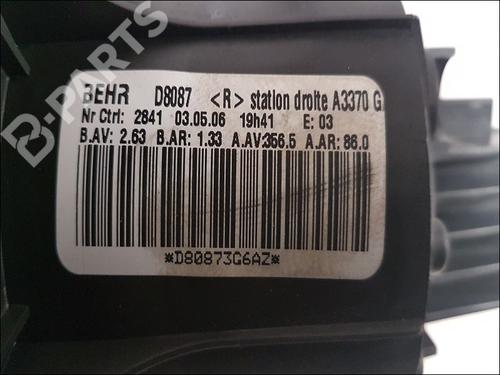 BEHR D8087 <R> station droite A3370 G
Nr Ctrl: 2841 03.05.06 19h41 E: 03
B.AV: 2.63 B.AR: 1.33 A.AV:356.5 A.AR: 86.0
*D80873G6AZ*
B-PARTS